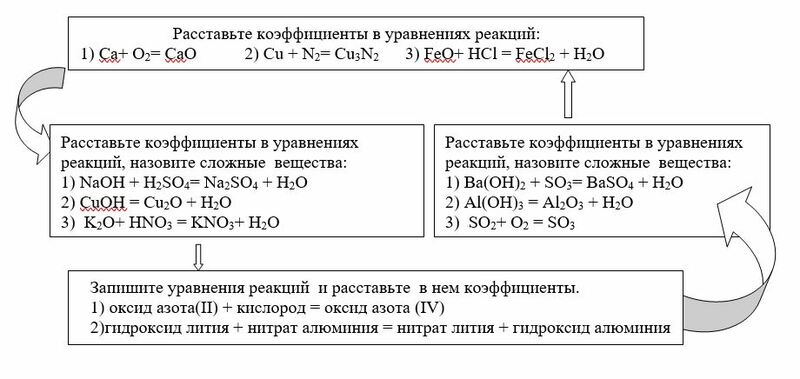 Расставьте коэффициенты в уравнениях реакций:
1) Ca+ O₂= CaO 2) Cu + N₂= Cu₃N₂ 3) FeO+ HCl = FeCl₂ + H₂O
Расставьте коэффициенты в уравнениях
реакций, назовите сложные вещества:
1) NaOH + H₂SO₄= Na₂SO₄ + H₂O
2) CuOH = Cu₂O + H₂O
3) K₂O+ HNO₃ = KNO₃+ H₂O
Расставьте коэффициенты в уравнениях
реакций, назовите сложные вещества:
1) Ba(OH)₂ + SO₃= BaSO₄ + H₂O
2) Al(OH)₃ = Al₂O₃ + H₂O
3) SO₂+ O₂ = SO₃
Запишите уравнения реакций и расставьте в нем коэффициенты.
1) оксид азота(II) + кислород = оксид азота (IV)
2)гидроксид лития + нитрат алюминия = нитрат лития + гидроксид алюминия